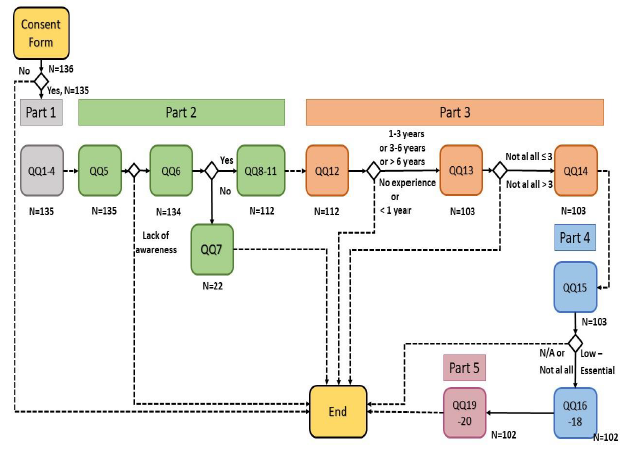 Consent
Form
No
N=136
Yes, N=135
Part 1
Part 2
Part 3
1-3 years
or 3-6 years
or > 6 years
QQ1-4
QQ5
QQ6
Yes
No
QQ8-11
QQ12
No experience
or
< 1 year
QQ13
Not al all ≤ 3
Not al all > 3
QQ14
N=135
N=135
N=134
N=112
N=112
N=103
N=103
Lack of
awareness
QQ7
N=22
Part 4
QQ15
N=103
N/A or
Not al all
Low –
Essential
Part 5
End
QQ19
-20
QQ16
-18
N=102
N=102